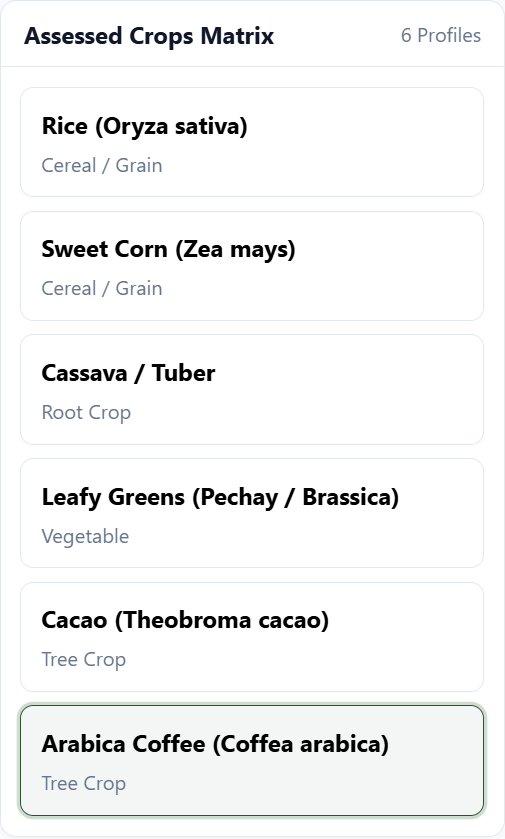 Assessed Crops Matrix
6 Profiles
Rice (Oryza sativa)
Cereal / Grain
Sweet Corn (Zea mays)
Cereal / Grain
Cassava / Tuber
Root Crop
Leafy Greens (Pechay / Brassica)
Vegetable
Cacao (Theobroma cacao)
Tree Crop
Arabica Coffee (Coffea arabica)
Tree Crop